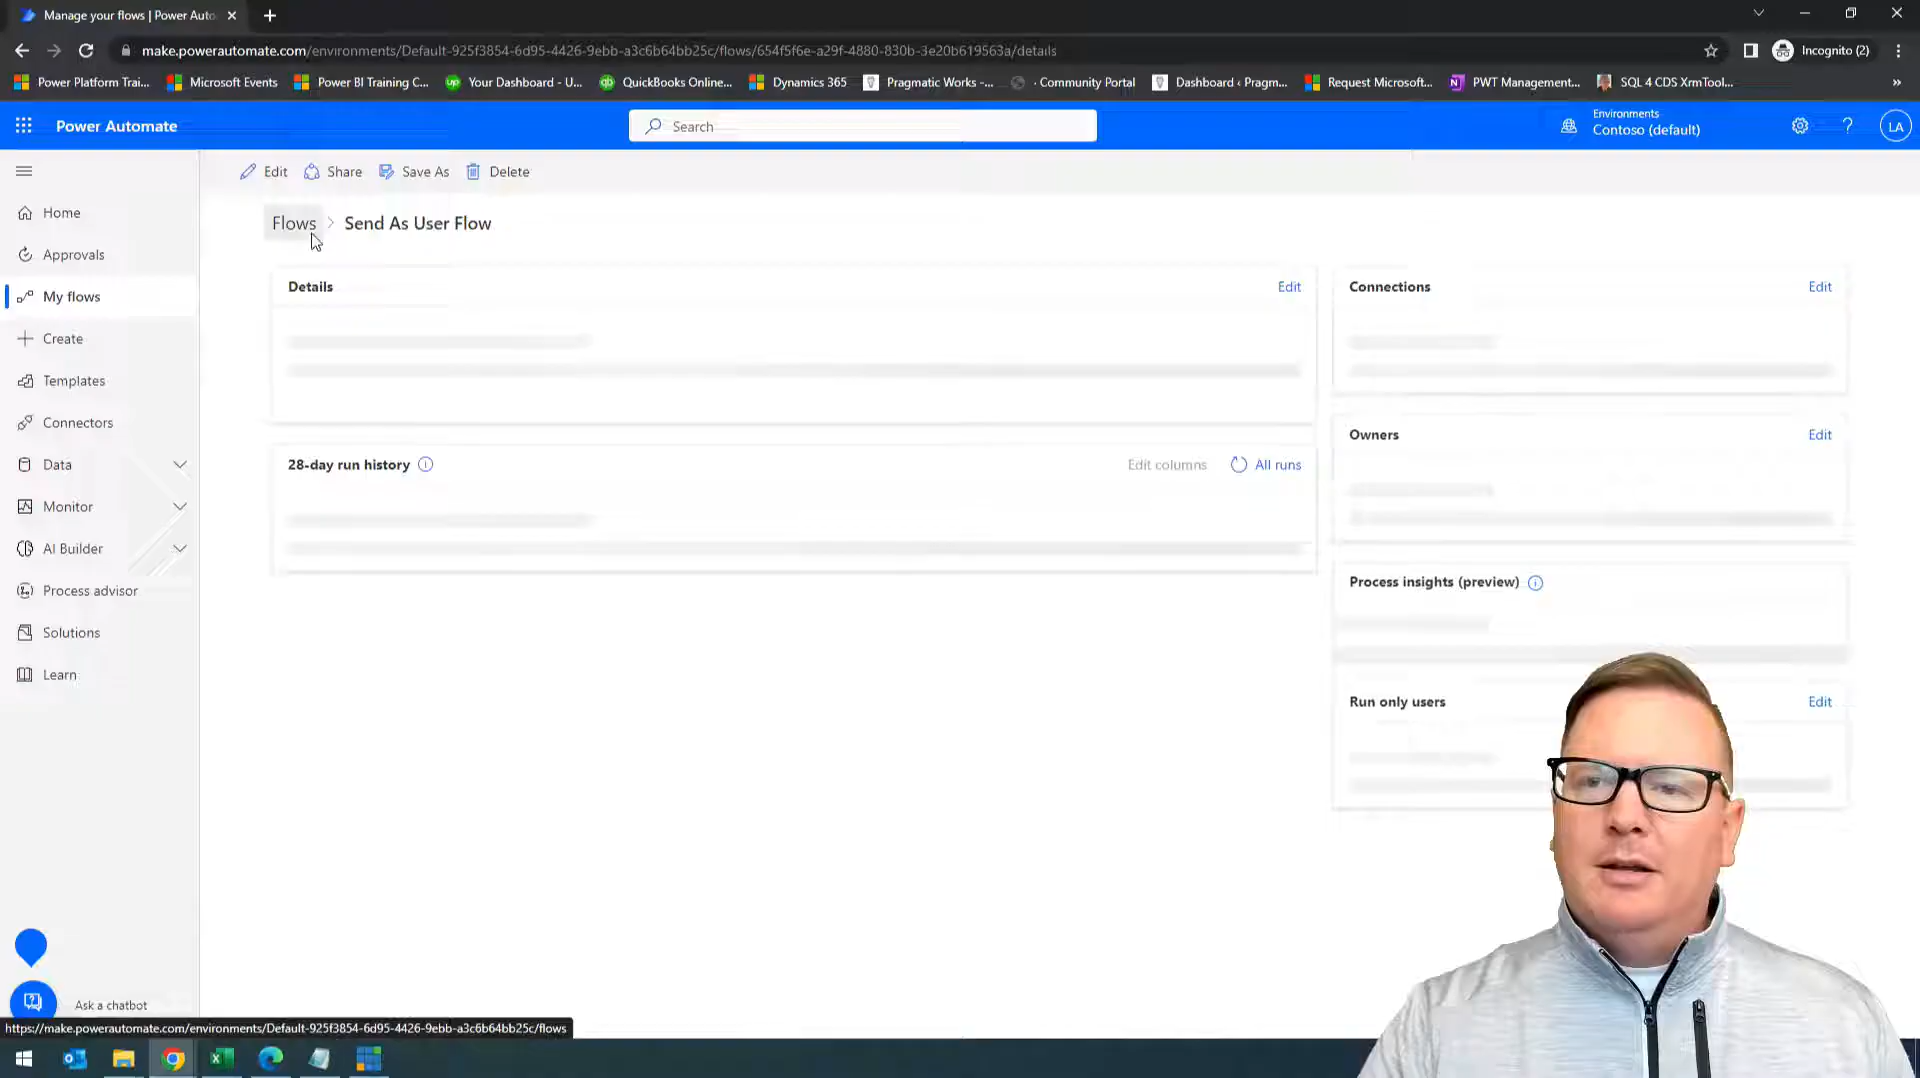 Manage your flows | Power Auto
make.powerautomate.com/environments/Default-925f3854-6d95-4426-9ebb-a3c6b64bb25c/flows/654f5f6e-a29f-4880-830b-3e20b619563a/details
Incognito (2)
Power Platform Trai...
Microsoft Events
Power BI Training C...
Your Dashboard - U...
QuickBooks Online...
Dynamics 365
Pragmatic Works -...
· Community Portal
Dashboard ‹ Pragm...
Request Microsoft...
PWT Management...
SQL 4 CDS XrmTool...
Power Automate
Search
Environments
Contoso (default)
LA
Edit
Share
Save As
Delete
Home
Approvals
My flows
Create
Templates
Connectors
Data
Monitor
AI Builder
Process advisor
Solutions
Learn
Ask a chatbot
Flows > Send As User Flow
Details
Edit
28-day run history
Edit columns
All runs
Connections
Edit
Owners
Edit
Process insights (preview)
Run only users
Edit
https://make.powerautomate.com/environments/Default-925f3854-6d95-4426-9ebb-a3c6b64bb25c/flows